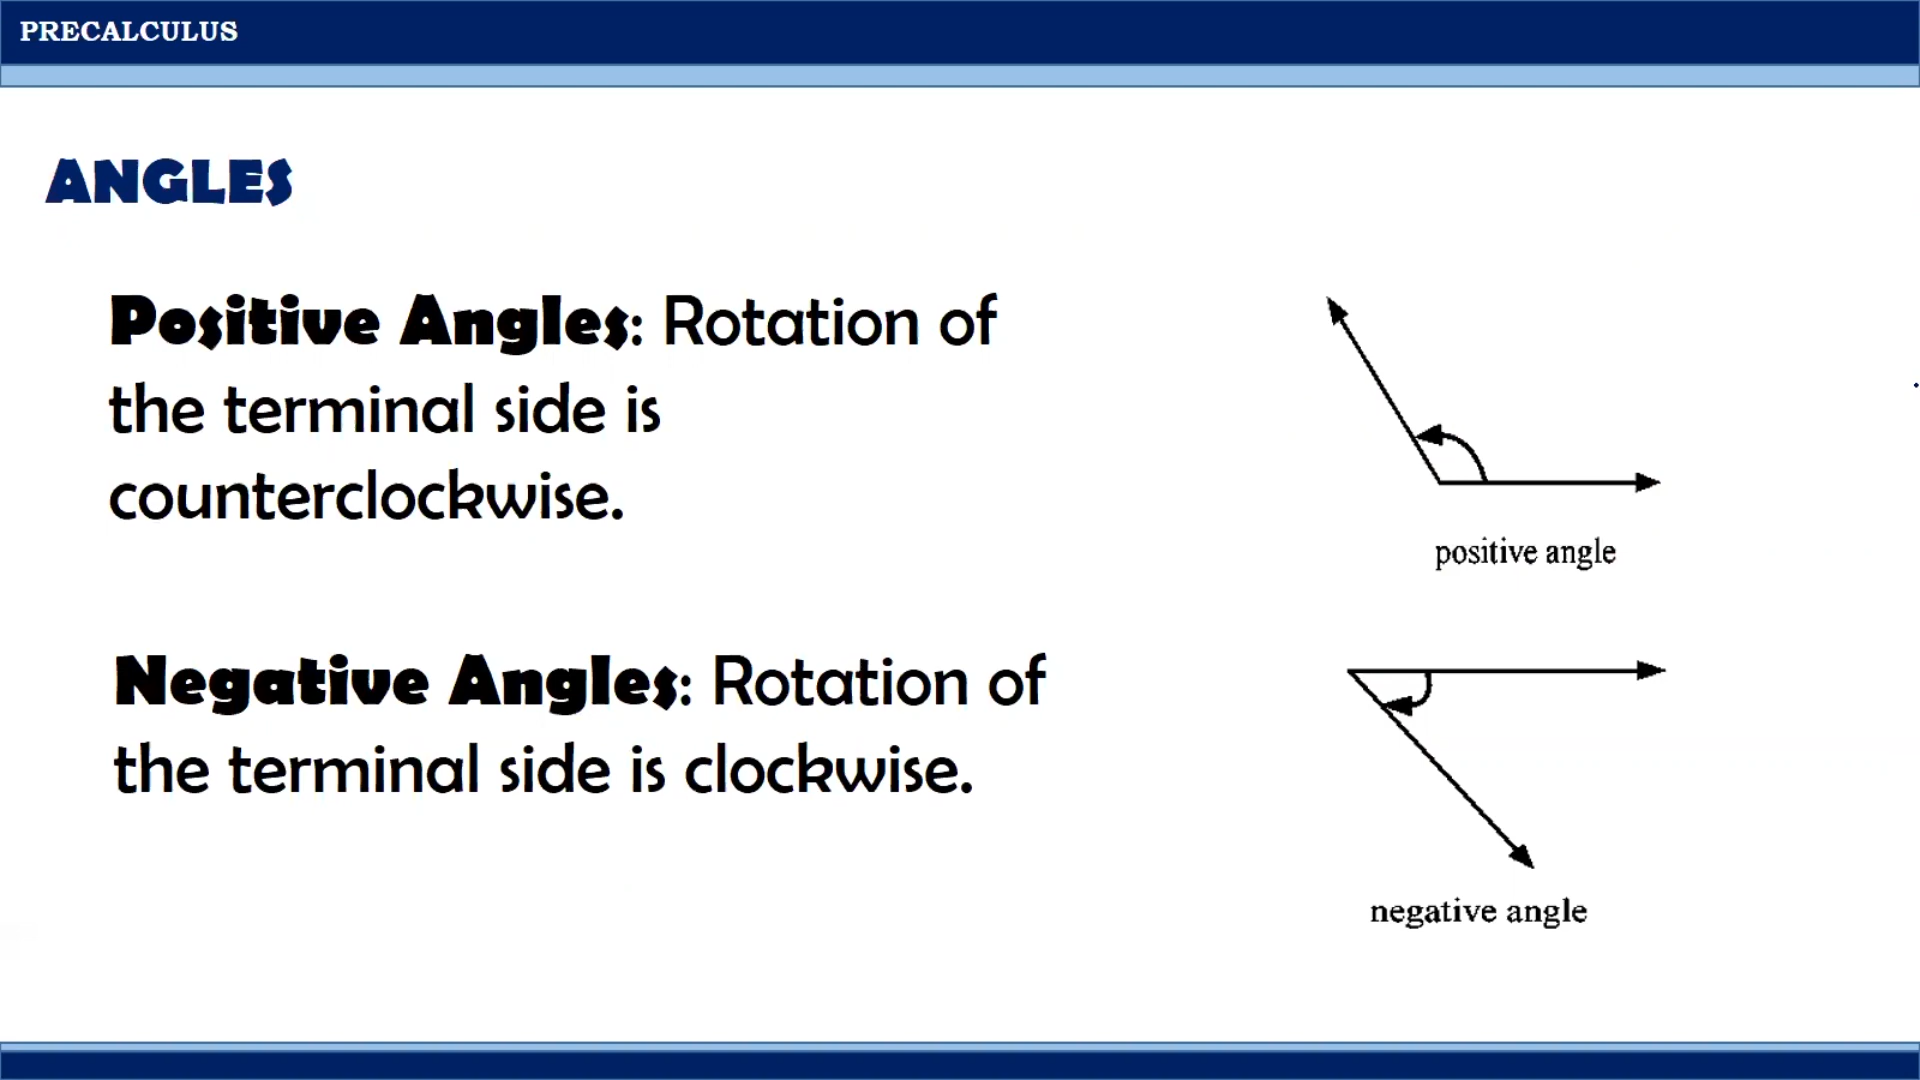 PRECALCULUS
ANGLES
Positive Angles: Rotation of
the terminal side is
counterclockwise.
positive angle
Negative Angles: Rotation of
the terminal side is clockwise.
negative angle